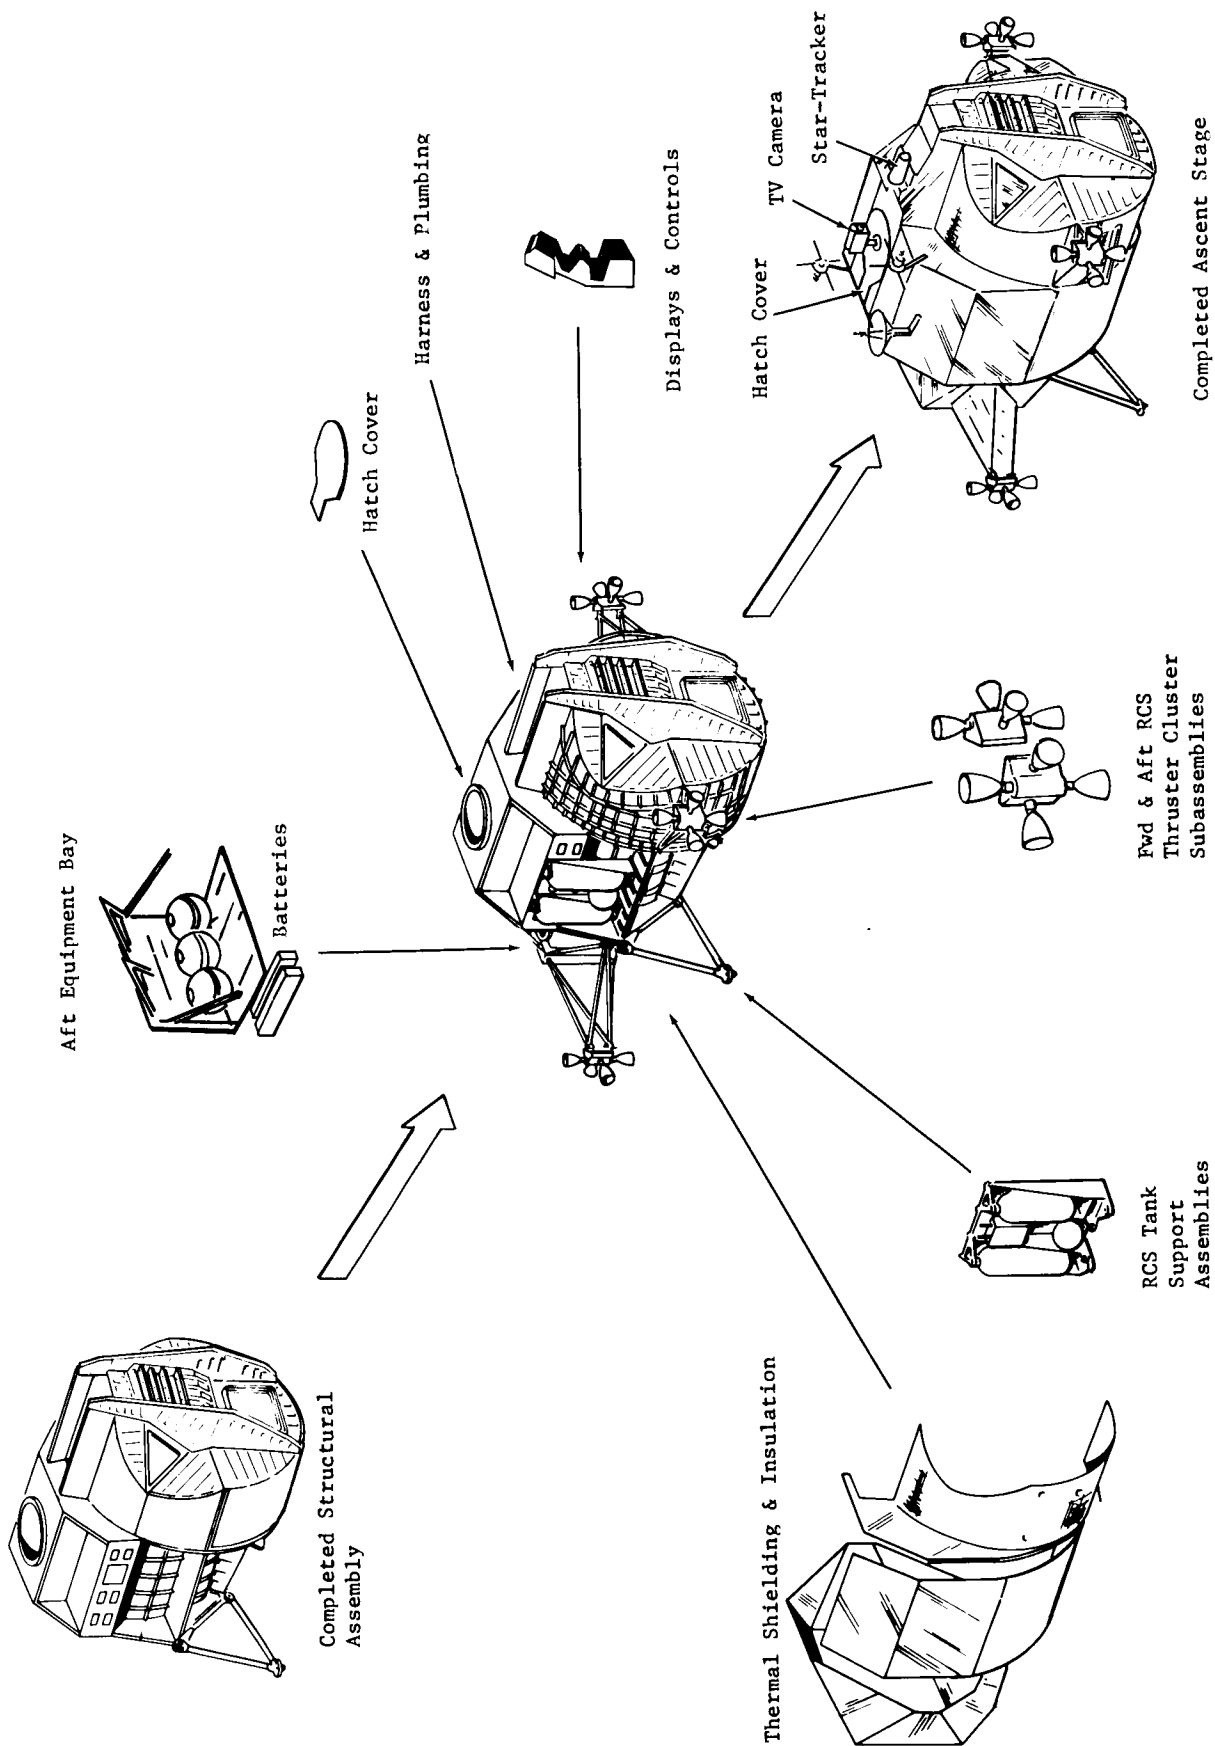 Completed Structural
Assembly
Aft Equipment Bay
Batteries
Hatch Cover
Harness & Plumbing
Displays & Controls
Thermal Shielding & Insulation
RCS Tank
Support
Assemblies
Fwd & Aft RCS
Thruster Cluster
Subassemblies
Hatch Cover
TV Camera
Star-Tracker
Completed Ascent Stage